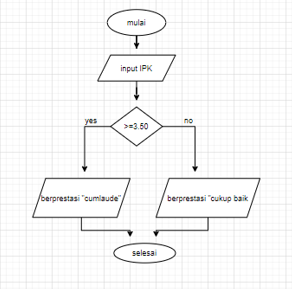 mulai
input IPK
>=3.50
yes
no
berprestasi "cumlaude"
berprestasi "cukup baik
selesai